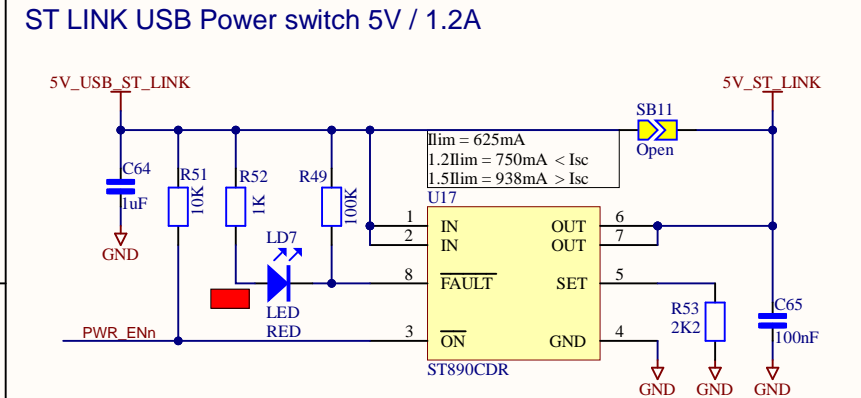 ST LINK USB Power switch 5V / 1.2A
5V_USB_ST_LINK
5V_ST_LINK
SB11
Open
Ilim = 625mA
1.2Ilim = 750mA < Isc
1.5Ilim = 938mA > Isc
C64
1uF
GND
R51
10K
R52
1K
R49
100K
LD7
LED
RED
U17
1
IN
2
IN
8
FAULT
3
ON
OUT
6
OUT
7
SET
5
GND
4
ST890CDR
PWR_ENn
R53
2K2
C65
100nF
GND
GND
GND